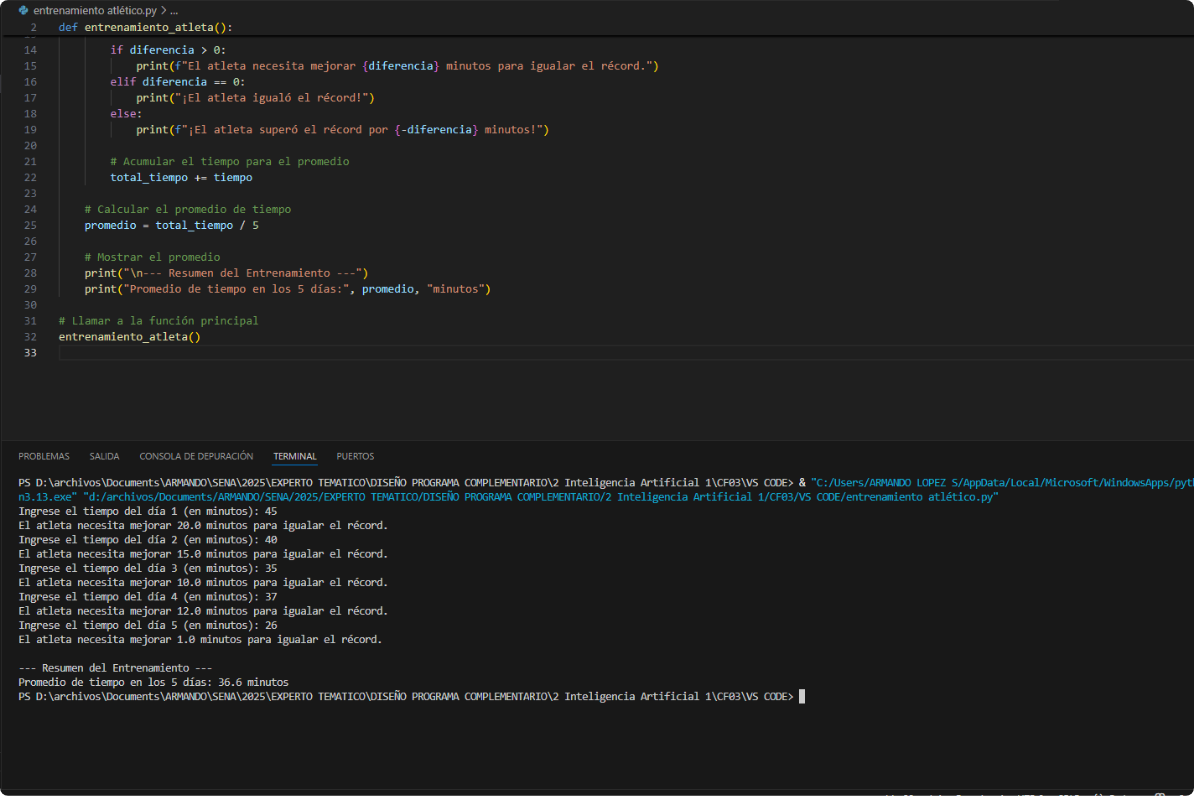 entrenamiento atlético.py > ...
2 def entrenamiento_atleta():
14 if diferencia > 0:
15 print(f"El atleta necesita mejorar {diferencia} minutos para igualar el récord.")
16 elif diferencia == 0:
17 print("¡El atleta igualó el récord!")
18 else:
19 print(f"¡El atleta superó el récord por {-diferencia} minutos!")
20
21 # Acumular el tiempo para el promedio
22 total_tiempo += tiempo
23
24 # Calcular el promedio de tiempo
25 promedio = total_tiempo / 5
26
27 # Mostrar el promedio
28 print("\n--- Resumen del Entrenamiento ---")
29 print("Promedio de tiempo en los 5 días:", promedio, "minutos")
30
31 # Llamar a la función principal
32 entrenamiento_atleta()
33
PROBLEMAS SALIDA CONSOLA DE DEPURACIÓN TERMINAL PUERTOS
PS D:\archivos\Documents\ARMANDO\SENA\2025\EXPERTO TEMATICO\DISEÑO PROGRAMA COMPLEMENTARIO\2 Inteligencia Artificial 1\CF03\VS CODE> & "C:/Users/ARMANDO LOPEZ S/AppData/Local/Microsoft/WindowsApps/pyth
n3.13.exe" "d:/archivos/Documents/ARMANDO/SENA/2025/EXPERTO TEMATICO/DISEÑO PROGRAMA COMPLEMENTARIO/2 Inteligencia Artificial 1/CF03/VS CODE/entrenamiento atlético.py"
Ingrese el tiempo del día 1 (en minutos): 45
El atleta necesita mejorar 20.0 minutos para igualar el récord.
Ingrese el tiempo del día 2 (en minutos): 40
El atleta necesita mejorar 15.0 minutos para igualar el récord.
Ingrese el tiempo del día 3 (en minutos): 35
El atleta necesita mejorar 10.0 minutos para igualar el récord.
Ingrese el tiempo del día 4 (en minutos): 37
El atleta necesita mejorar 12.0 minutos para igualar el récord.
Ingrese el tiempo del día 5 (en minutos): 26
El atleta necesita mejorar 1.0 minutos para igualar el récord.
--- Resumen del Entrenamiento ---
Promedio de tiempo en los 5 días: 36.6 minutos
PS D:\archivos\Documents\ARMANDO\SENA\2025\EXPERTO TEMATICO\DISEÑO PROGRAMA COMPLEMENTARIO\2 Inteligencia Artificial 1\CF03\VS CODE>